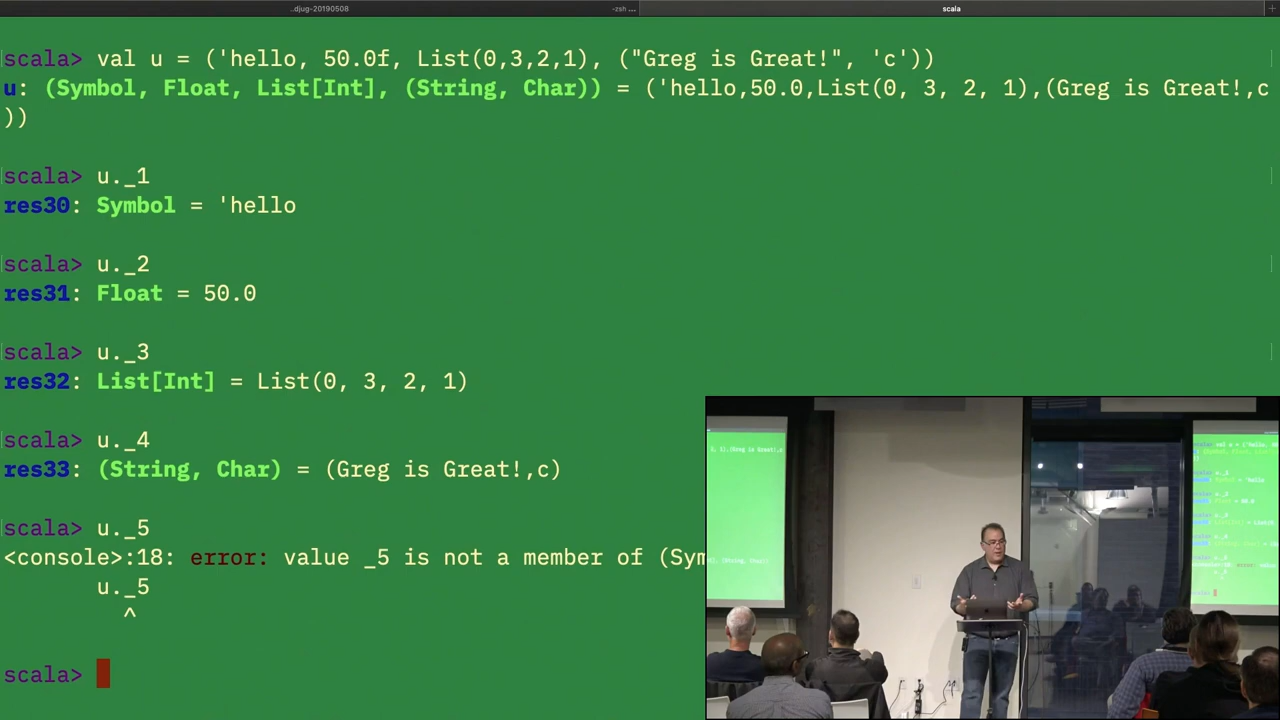 ..djug-20190508
-zsh ...
scala
scala> val u = ('hello, 50.0f, List(0,3,2,1), ("Greg is Great!", 'c'))
u: (Symbol, Float, List[Int], (String, Char)) = ('hello,50.0,List(0, 3, 2, 1),(Greg is Great!,c
))
scala> u._1
res30: Symbol = 'hello
scala> u._2
res31: Float = 50.0
scala> u._3
res32: List[Int] = List(0, 3, 2, 1)
scala> u._4
res33: (String, Char) = (Greg is Great!,c)
scala> u._5
<console>:18: error: value _5 is not a member of (Sym
u._5
^
scala>